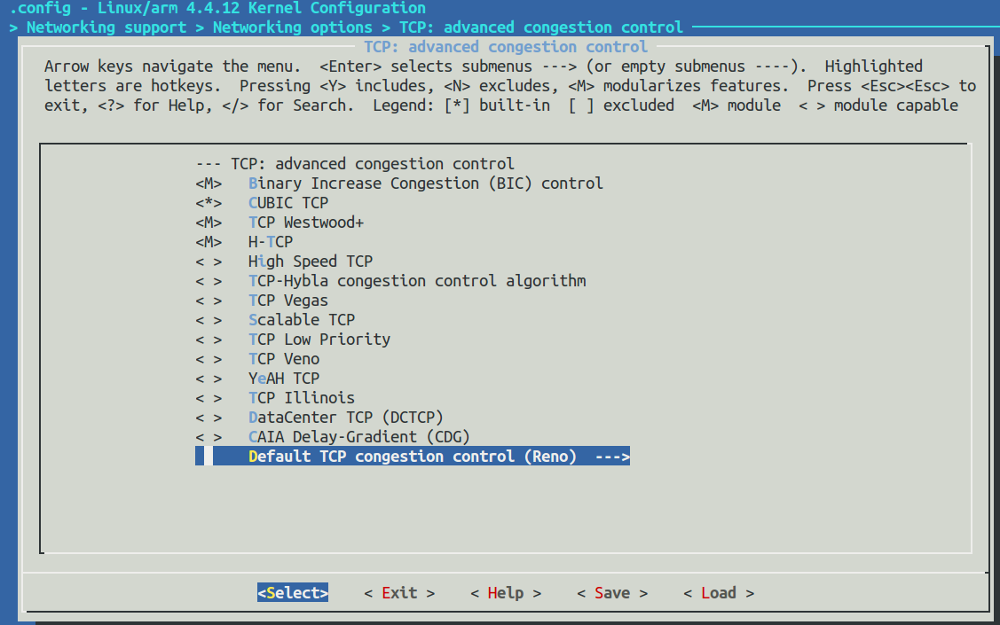 .config - Linux/arm 4.4.12 Kernel Configuration
> Networking support > Networking options > TCP: advanced congestion control
TCP: advanced congestion control
Arrow keys navigate the menu.  <Enter> selects submenus ---> (or empty submenus ----).  Highlighted
letters are hotkeys.  Pressing <Y> includes, <N> excludes, <M> modularizes features.  Press <Esc><Esc> to
exit, <?> for Help, </> for Search.  Legend: [*] built-in  [ ] excluded  <M> module  < > module capable
--- TCP: advanced congestion control
<M>   Binary Increase Congestion (BIC) control
<*>   CUBIC TCP
<M>   TCP Westwood+
<M>   H-TCP
< >   High Speed TCP
< >   TCP-Hybla congestion control algorithm
< >   TCP Vegas
< >   Scalable TCP
< >   TCP Low Priority
< >   TCP Veno
< >   YeAH TCP
< >   TCP Illinois
< >   DataCenter TCP (DCTCP)
< >   CAIA Delay-Gradient (CDG)
Default TCP congestion control (Reno)  --->
<Select>    < Exit >    < Help >    < Save >    < Load >